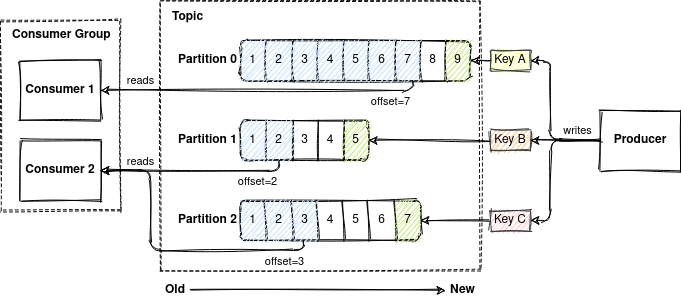 Topic
Consumer Group
Partition 0
1 2 3 4 5 6 7 8 9
Key A
Consumer 1
reads
offset=7
Partition 1
1 2 3 4 5
Key B
writes
Producer
Consumer 2
reads
offset=2
Partition 2
1 2 3 4 5 6 7
Key C
offset=3
Old
New